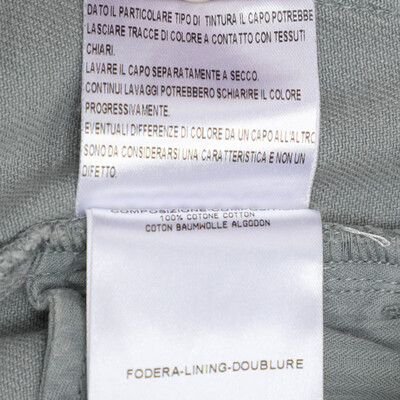 DATO IL PARTICOLARE TIPO DI TINTURA IL CAPO POTREBBE
LASCIARE TRACCE DI COLORE A CONTATTO CON TESSUTI
CHIARI.
LAVARE IL CAPO SEPARATAMENTE A SECCO.
CONTINUI LAVAGGI POTREBBERO SCHIARIRE IL COLORE
PROGRESSIVAMENTE.
EVENTUALI DIFFERENZE DI COLORE DA UN CAPO ALL'ALTRO
SONO DA CONSIDERARSI UNA CARATTERISTICA E NON UN
DIFETTO.
100% COTONE COTTON
COTON BAUMWOLLE ALGODON
FODERA-LINING-DOUBLURE